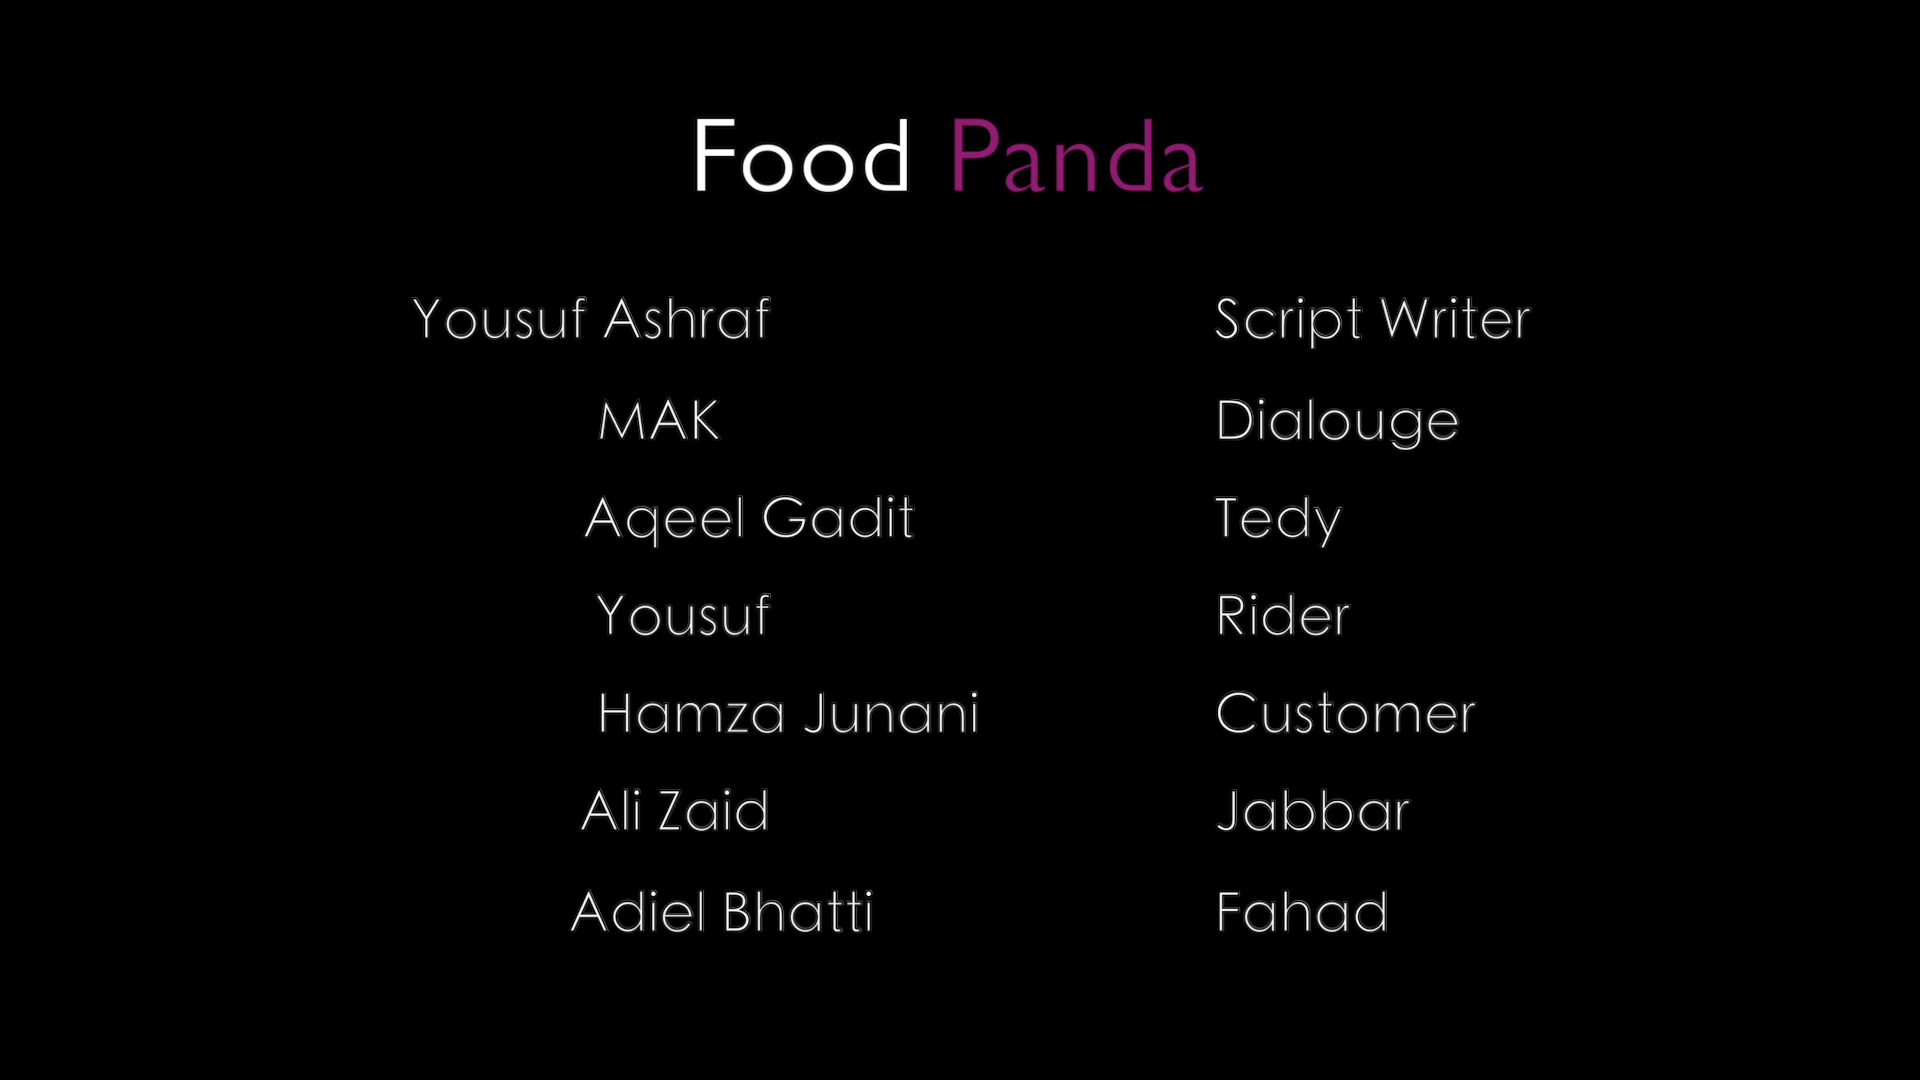 Food Panda
Yousuf Ashraf Script Writer
MAK Dialouge
Aqeel Gadit Tedy
Yousuf Rider
Hamza Junani Customer
Ali Zaid Jabbar
Adiel Bhatti Fahad